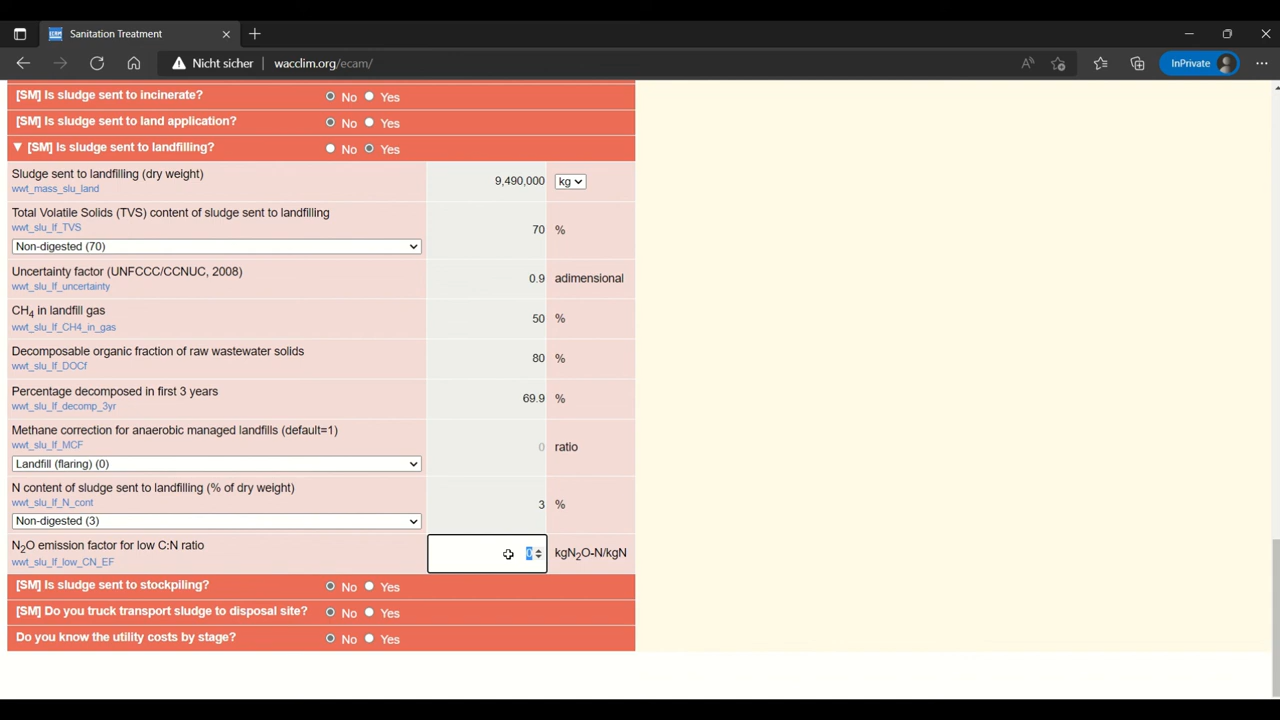 Sanitation Treatment
Nicht sicher
wacclim.org/ecam/
InPrivate
[SM] Is sludge sent to incinerate?
No
Yes
[SM] Is sludge sent to land application?
No
Yes
▼ [SM] Is sludge sent to landfilling?
No
Yes
Sludge sent to landfilling (dry weight)
wwt_mass_slu_land
9,490,000
kg
Total Volatile Solids (TVS) content of sludge sent to landfilling
wwt_slu_lf_TVS
Non-digested (70)
70
%
Uncertainty factor (UNFCCC/CCNUC, 2008)
wwt_slu_lf_uncertainty
0.9
adimensional
CH4 in landfill gas
wwt_slu_lf_CH4_in_gas
50
%
Decomposable organic fraction of raw wastewater solids
wwt_slu_lf_DOCf
80
%
Percentage decomposed in first 3 years
wwt_slu_lf_decomp_3yr
69.9
%
Methane correction for anaerobic managed landfills (default=1)
wwt_slu_lf_MCF
Landfill (flaring) (0)
0
ratio
N content of sludge sent to landfilling (% of dry weight)
wwt_slu_lf_N_cont
Non-digested (3)
3
%
N2O emission factor for low C:N ratio
wwt_slu_lf_low_CN_EF
0
kgN2O-N/kgN
[SM] Is sludge sent to stockpiling?
No
Yes
[SM] Do you truck transport sludge to disposal site?
No
Yes
Do you know the utility costs by stage?
No
Yes